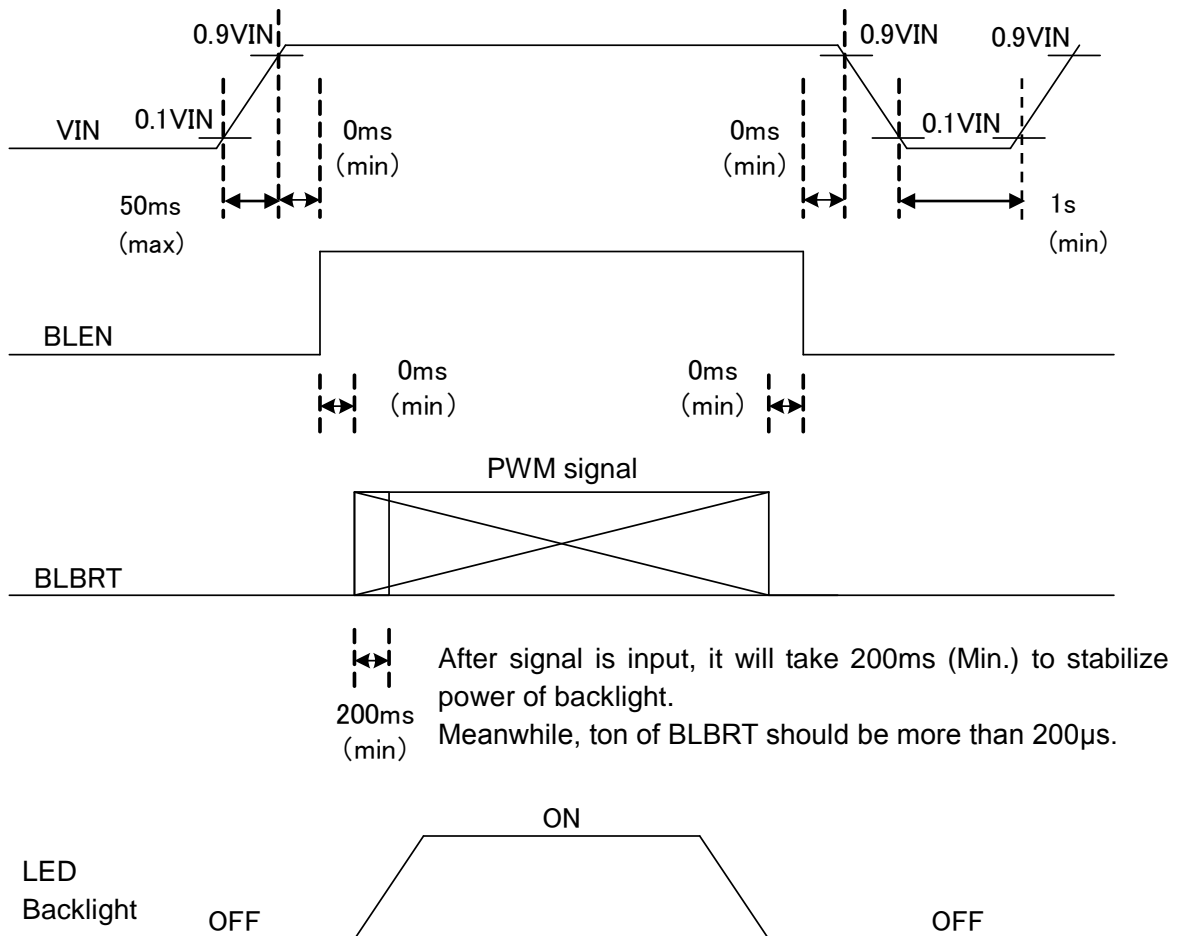 0.9VIN
0.9VIN
0.9VIN
VIN
0.1VIN
0ms
（min）
0ms
（min）
0.1VIN
50ms
（max）
1s
（min）
BLEN
0ms
（min）
0ms
（min）
PWM signal
BLBRT
200ms
（min）
After signal is input, it will take 200ms (Min.) to stabilize
power of backlight.
Meanwhile, ton of BLBRT should be more than 200µs.
ON
LED
Backlight
OFF
OFF